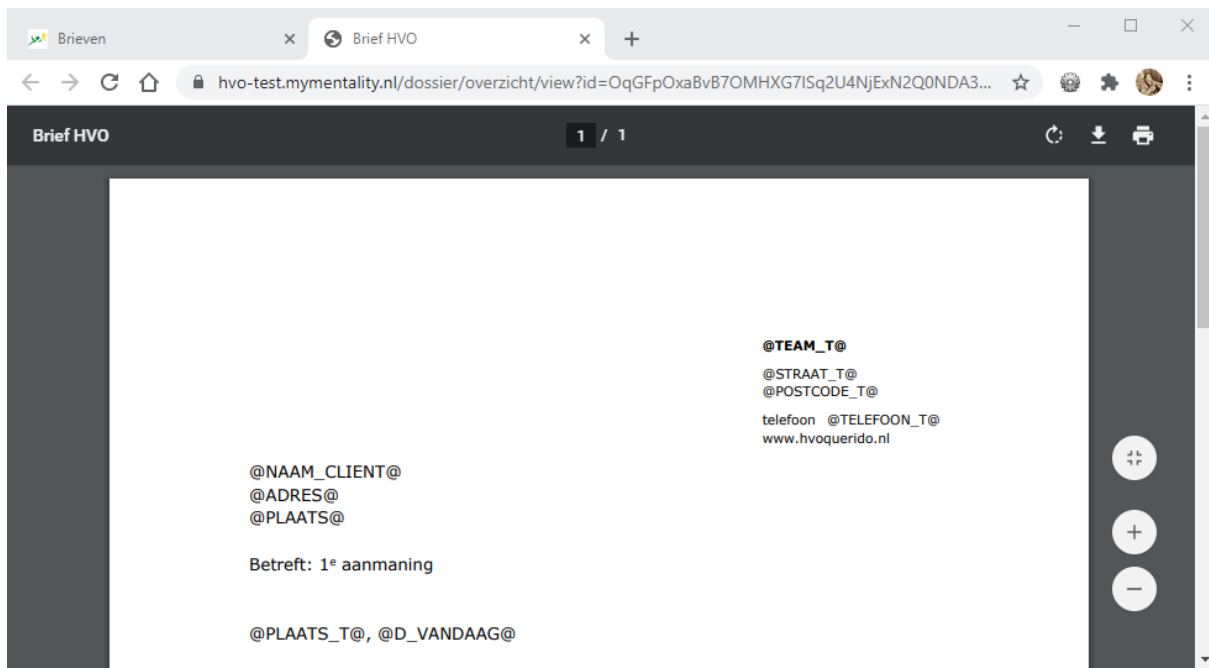 Brieven
Brief HVO
hvo-test.mymentality.nl/dossier/overzicht/view?id=OqGFpOxaBvB7OMHXG7lSq2U4NjExN2Q0NDA3...
Brief HVO
1 / 1
@TEAM_T@
@STRAAT_T@
@POSTCODE_T@
telefoon @TELEFOON_T@
www.hvoquerido.nl
@NAAM_CLIENT@
@ADRES@
@PLAATS@
Betreft: 1e aanmaning
@PLAATS_T@, @D_VANDAAG@